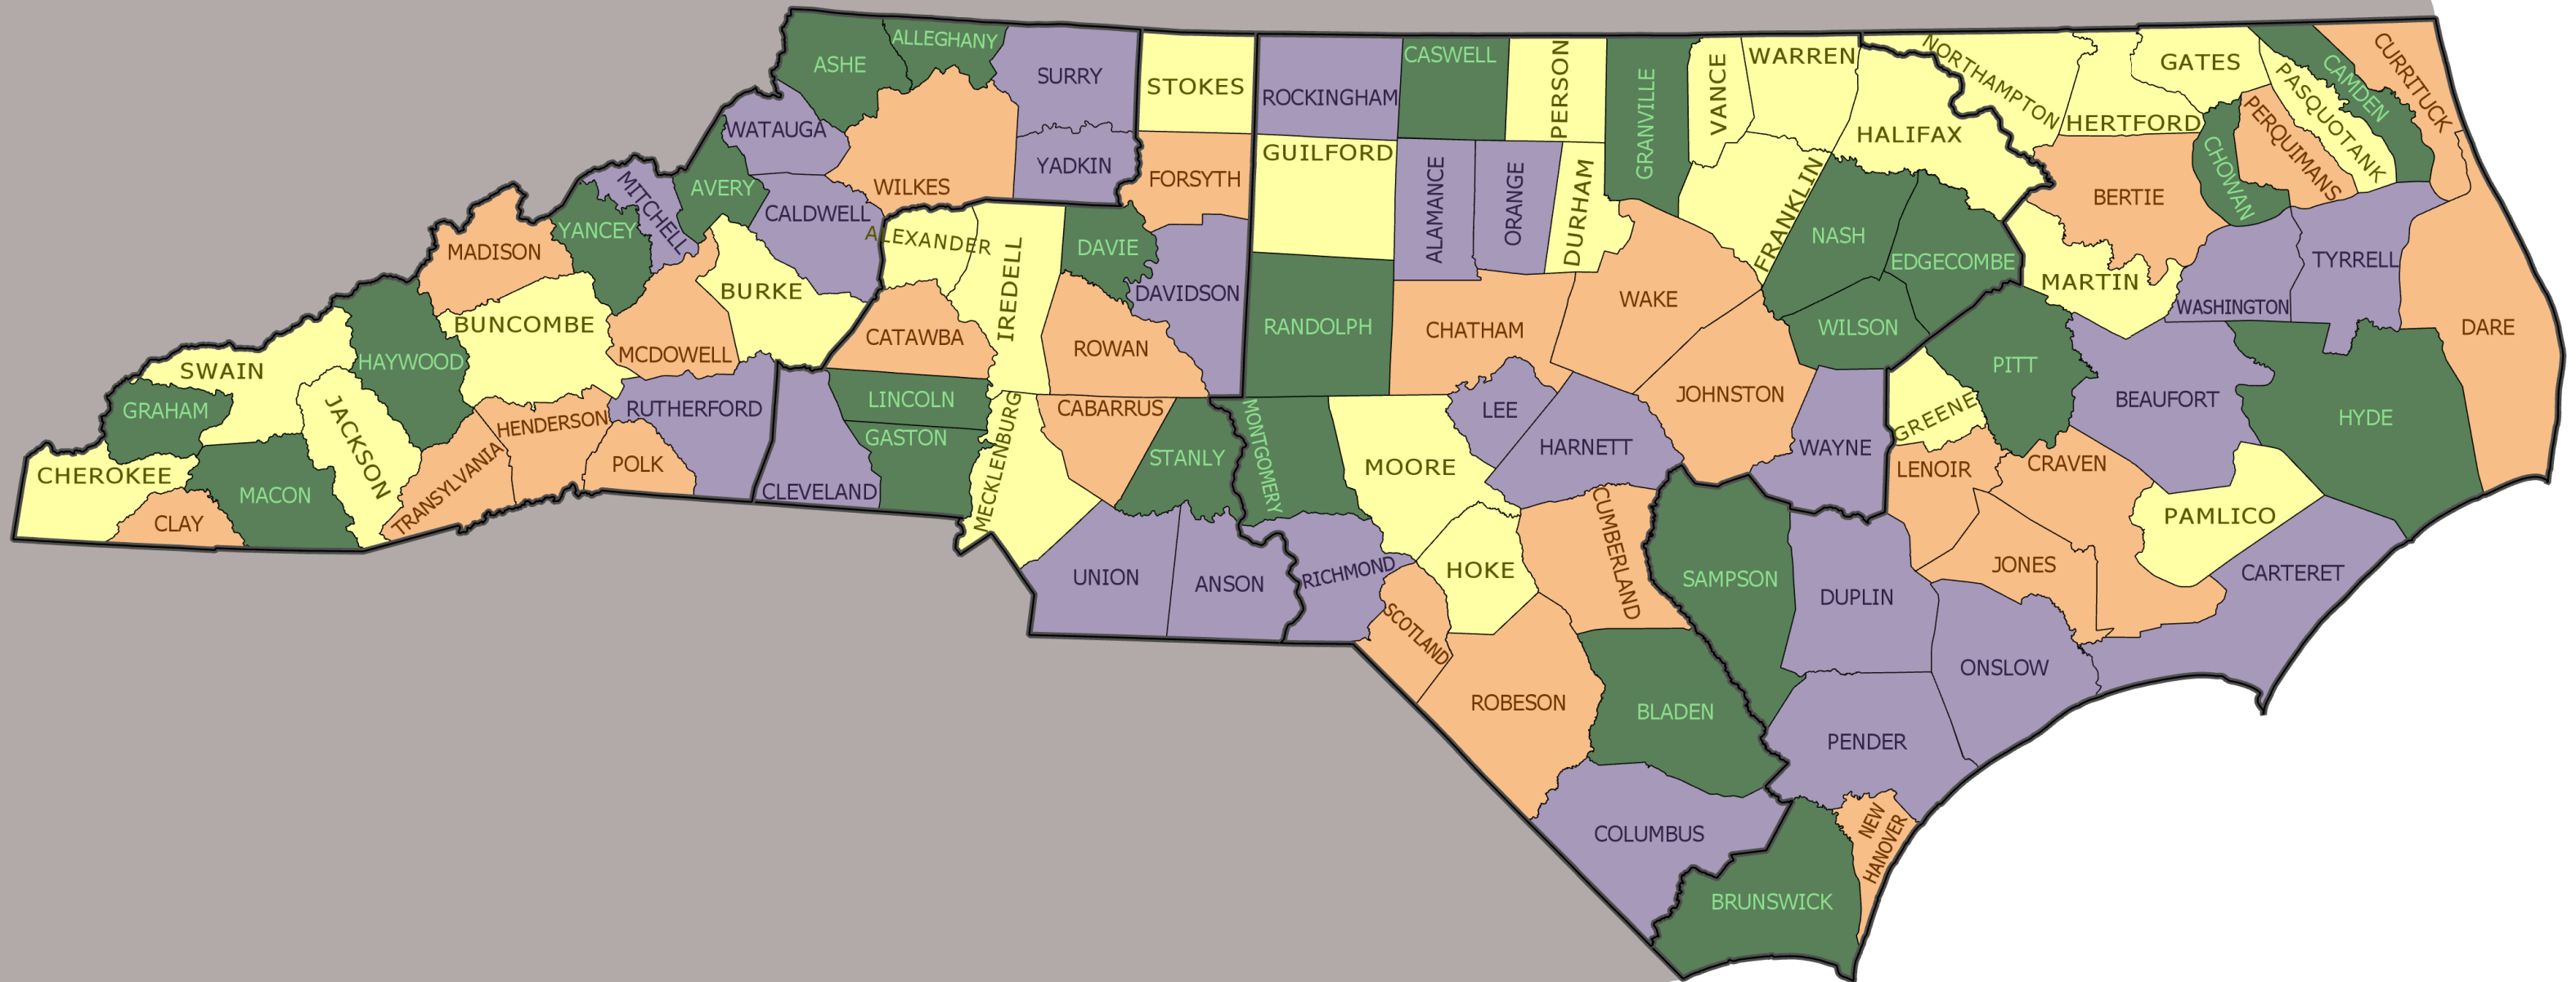 ASHE
ALLEGHANY
SURRY
STOKES
ROCKINGHAM
CASWELL
PERSON
GRANVILLE
VANCE
WARREN
NORTHAMPTON
HALIFAX
HERTFORD
GATES
PASQUOTANK
CAMDEN
CURRITUCK
PERQUIMANS
CHOWAN
BERTIE
WATAUGA
WILKES
YADKIN
FORSYTH
GUILFORD
ALAMANCE
ORANGE
DURHAM
FRANKLIN
NASH
EDGECOMBE
MARTIN
WASHINGTON
TYRRELL
DARE
MADISON
YANCEY
MITCHELL
AVERY
CALDWELL
ALEXANDER
IREDELL
DAVIE
DAVIDSON
RANDOLPH
CHATHAM
WAKE
JOHNSTON
WILSON
PITT
BEAUFORT
HYDE
SWAIN
HAYWOOD
BUNCOMBE
MCDOWELL
BURKE
CATAWBA
ROWAN
GRAHAM
JACKSON
HENDERSON
RUTHERFORD
LINCOLN
GASTON
CABARRUS
STANLY
MONTGOMERY
MOORE
LEE
HARNETT
WAYNE
GREENE
LENOIR
CRAVEN
PAMLICO
CHEROKEE
CLAY
MACON
TRANSYLVANIA
POLK
CLEVELAND
MECKLENBURG
UNION
ANSON
RICHMOND
SCOTLAND
HOKE
CUMBERLAND
SAMPSON
DUPLIN
JONES
CARTERET
ONSLOW
ROBESON
BLADEN
PENDER
COLUMBUS
BRUNSWICK
NEW
HANOVER